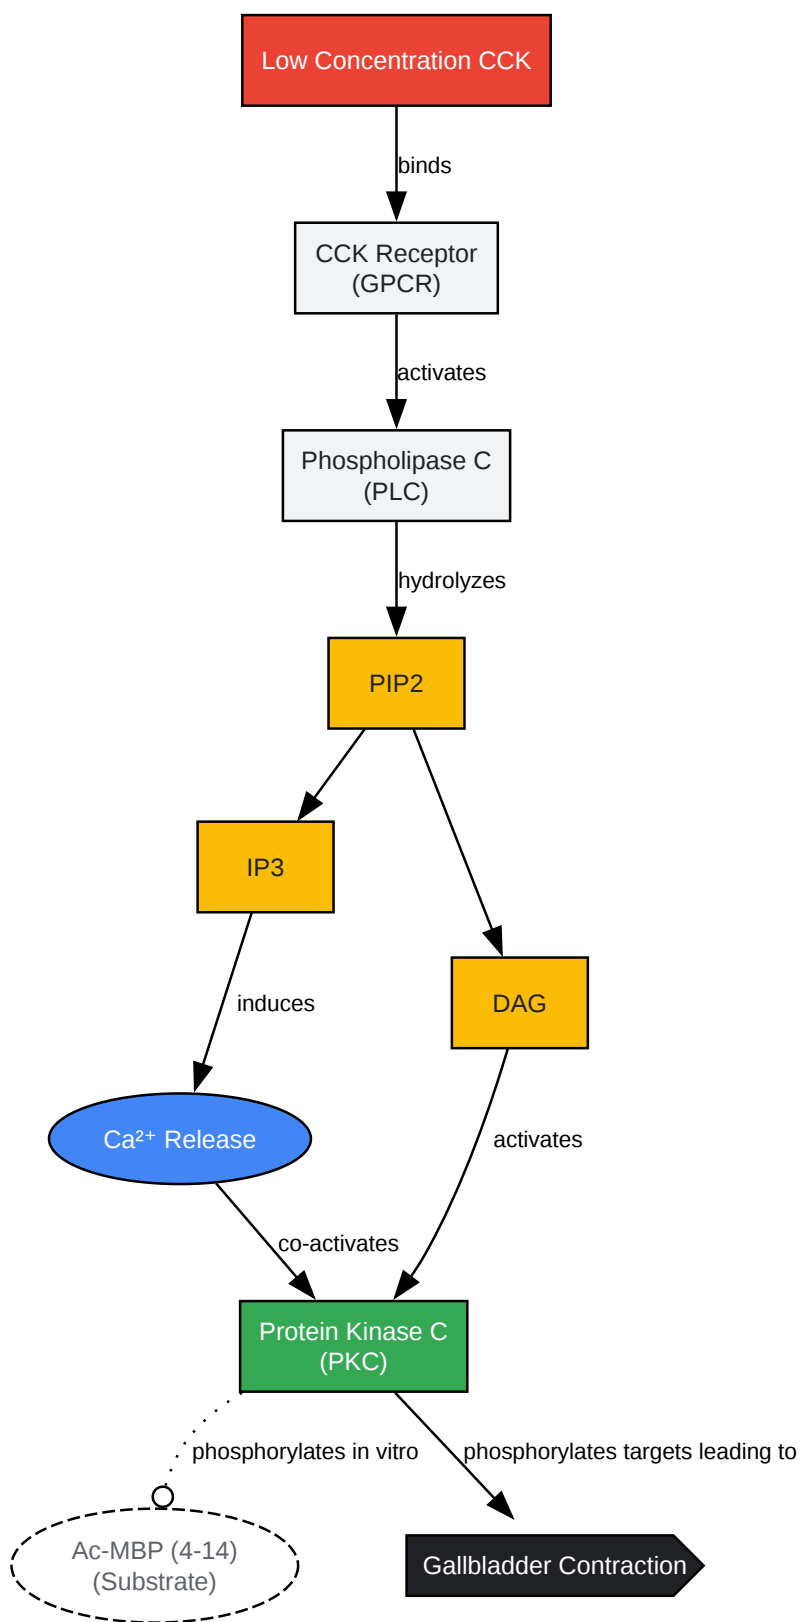 Low Concentration CCK
binds
CCK Receptor
(GPCR)
activates
Phospholipase C
(PLC)
hydrolyzes
PIP2
IP3
DAG
induces
Ca²⁺ Release
activates
co-activates
Protein Kinase C
(PKC)
phosphorylates in vitro
phosphorylates targets leading to
Ac-MBP (4-14)
(Substrate)
Gallbladder Contraction